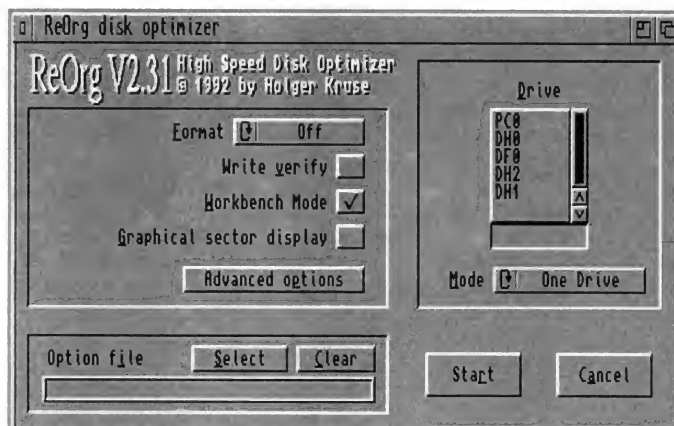 ReOrg disk optimizer
ReOrg V2.31 High Speed Disk Optimizer
© 1992 by Holger Kruse
Format Off
Write verify
Workbench Mode
Graphical sector display
Advanced options
Drive
PC0
DH0
DF0
DH2
DH1
Mode One Drive
Option file Select Clear
Start Cancel